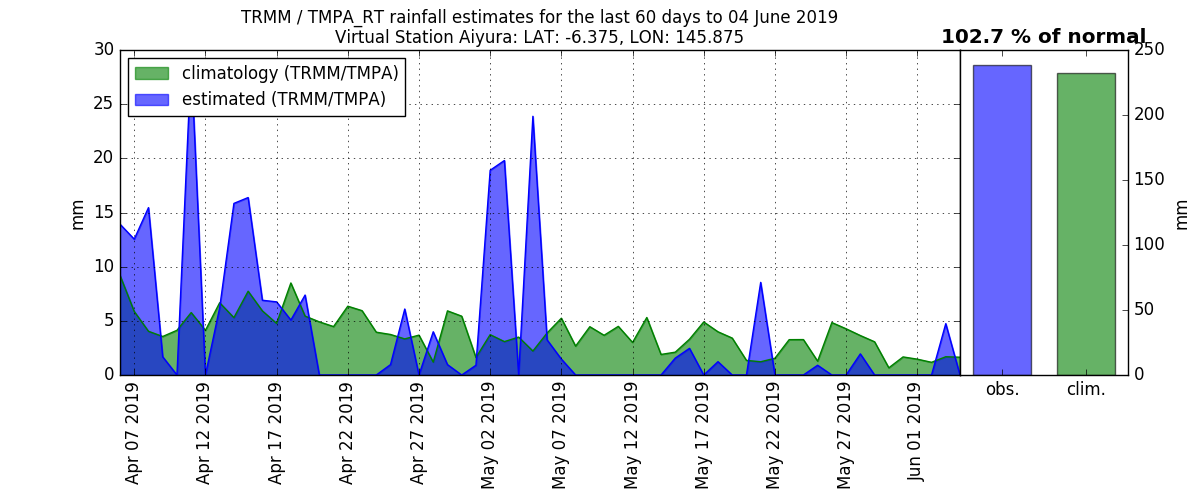 TRMM / TMPA_RT rainfall estimates for the last 60 days to 04 June 2019
Virtual Station Aiyura: LAT: -6.375, LON: 145.875
102.7 % of normal
climatology (TRMM/TMPA)
estimated (TRMM/TMPA)
mm
30
25
20
15
10
5
0
Apr 07 2019
Apr 12 2019
Apr 17 2019
Apr 22 2019
Apr 27 2019
May 02 2019
May 07 2019
May 12 2019
May 17 2019
May 22 2019
May 27 2019
Jun 01 2019
obs.
clim.
250
200
150
100
50
0
mm